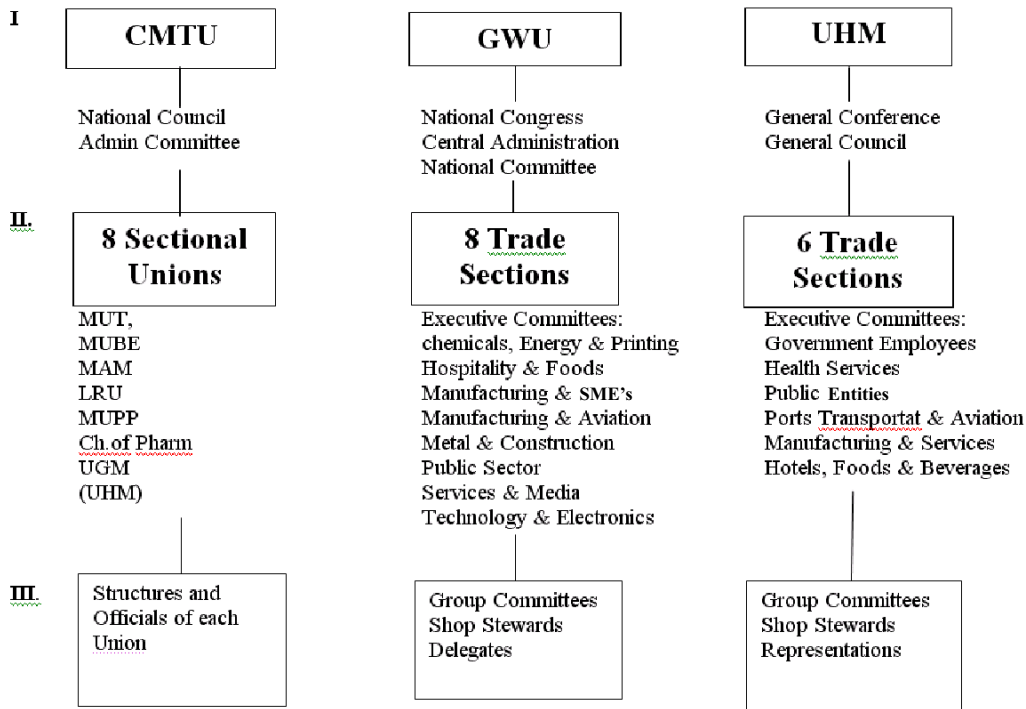 I
CMTU
National Council
Admin Committee
GWU
National Congress
Central Administration
National Committee
UHM
General Conference
General Council
II.
8 Sectional
Unions
MUT,
MUBE
MAM
LRU
MUPP
Ch.of Pharm
UGM
(UHM)
8 Trade
Sections
Executive Committees:
chemicals, Energy & Printing
Hospitality & Foods
Manufacturing & SME's
Manufacturing & Aviation
Metal & Construction
Public Sector
Services & Media
Technology & Electronics
6 Trade
Sections
Executive Committees:
Government Employees
Health Services
Public Entities
Ports Transportat & Aviation
Manufacturing & Services
Hotels, Foods & Beverages
III.
Structures and
Officials of each
Union
Group Committees
Shop Stewards
Delegates
Group Committees
Shop Stewards
Representations